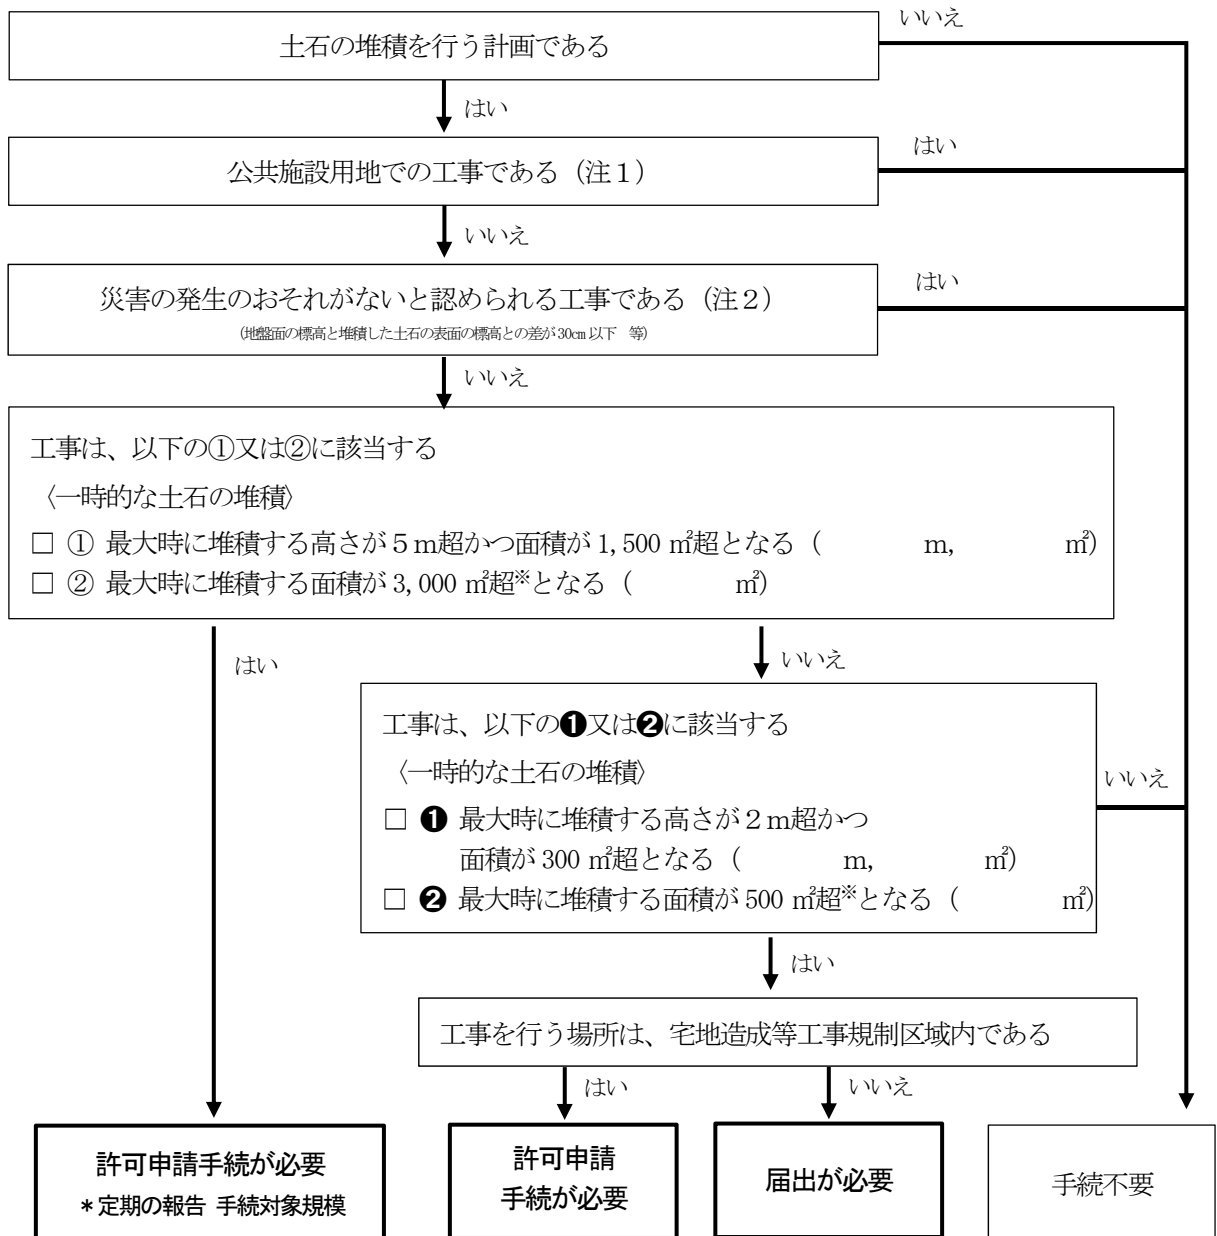 土石の堆積を行う計画である
いいえ
はい
公共施設用地での工事である（注１）
はい
いいえ
災害の発生のおそれがないと認められる工事である（注２）
(地盤面の標高と堆積した土石の表面の標高との差が30cm以下　等)
はい
いいえ
工事は、以下の①又は②に該当する
〈一時的な土石の堆積〉
□ ① 最大時に堆積する高さが５ｍ超かつ面積が1,500 ㎡超となる（　　　　　m,　　　　　　㎡）
□ ② 最大時に堆積する面積が3,000 ㎡超※となる（　　　　　㎡）
はい
いいえ
工事は、以下の❶又は❷に該当する
〈一時的な土石の堆積〉
□ ❶ 最大時に堆積する高さが２ｍ超かつ
面積が300 ㎡超となる（　　　　　m,　　　　　　㎡）
□ ❷ 最大時に堆積する面積が500 ㎡超※となる（　　　　　㎡）
いいえ
はい
工事を行う場所は、宅地造成等工事規制区域内である
はい
いいえ
許可申請手続が必要
＊定期の報告 手続対象規模
許可申請
手続が必要
届出が必要
手続不要